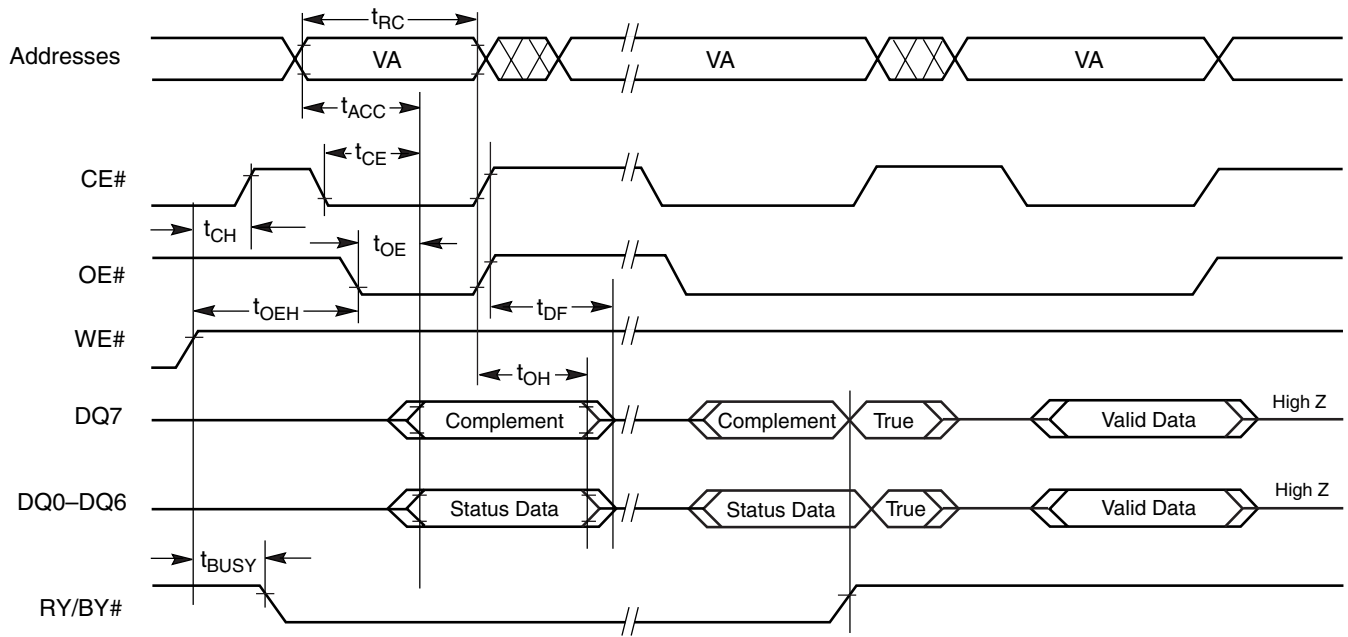 tRC
Addresses VA VA VA
tACC
tCE
CE#
tCH tOE
OE#
tOEH tDF
WE#
tOH
DQ7 Complement Complement True Valid Data High Z
DQ0–DQ6 Status Data Status Data True Valid Data High Z
tBUSY
RY/BY#